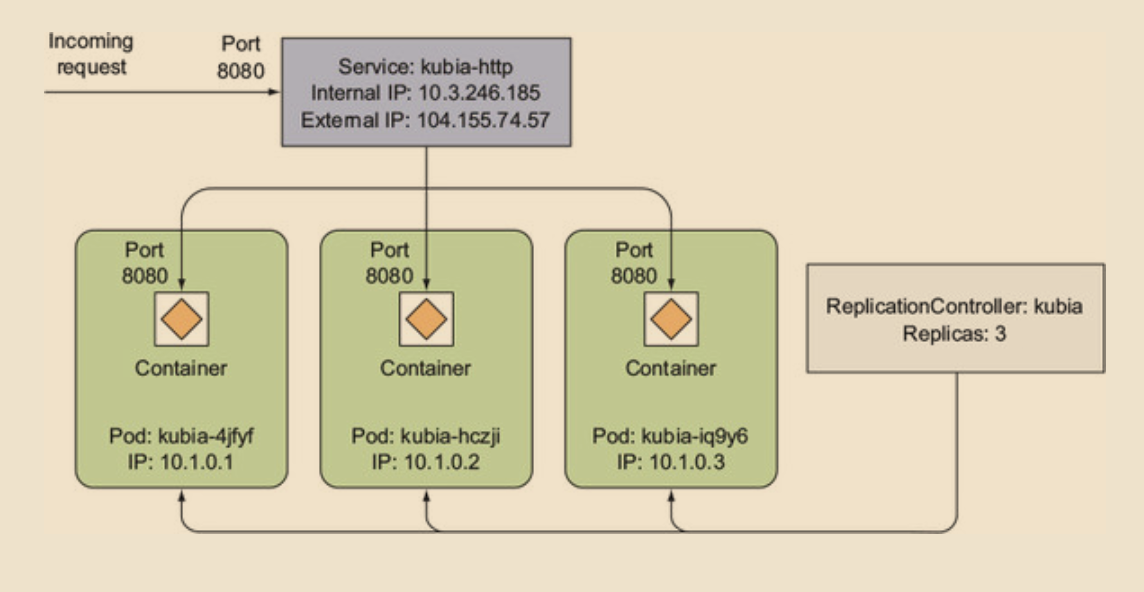 Incoming
request
Port
8080
Service: kubia-http
Internal IP: 10.3.246.185
External IP: 104.155.74.57
Port
8080
Container
Pod: kubia-4jfyf
IP: 10.1.0.1
Port
8080
Container
Pod: kubia-hczji
IP: 10.1.0.2
Port
8080
Container
Pod: kubia-iq9y6
IP: 10.1.0.3
ReplicationController: kubia
Replicas: 3